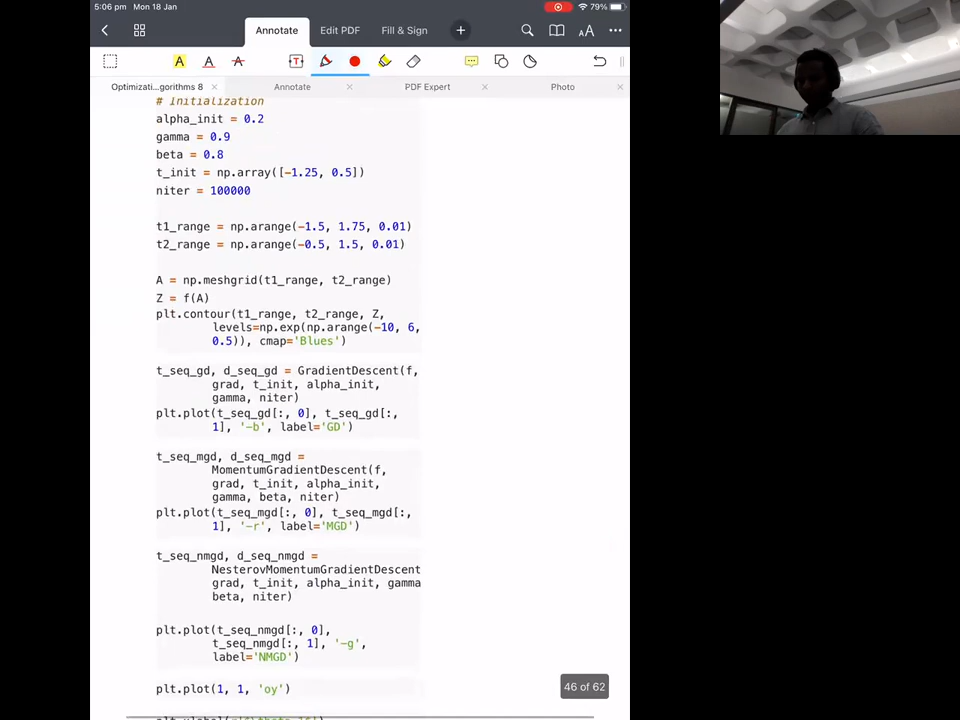 5:06 pm Mon 18 Jan
79%
Annotate Edit PDF Fill & Sign
AA
A A A T
Optimizati...gorithms 8 Annotate PDF Expert Photo
# Initialization
alpha_init = 0.2
gamma = 0.9
beta = 0.8
t_init = np.array([-1.25, 0.5])
niter = 100000
t1_range = np.arange(-1.5, 1.75, 0.01)
t2_range = np.arange(-0.5, 1.5, 0.01)
A = np.meshgrid(t1_range, t2_range)
Z = f(A)
plt.contour(t1_range, t2_range, Z,
levels=np.exp(np.arange(-10, 6,
0.5)), cmap='Blues')
t_seq_gd, d_seq_gd = GradientDescent(f,
grad, t_init, alpha_init,
gamma, niter)
plt.plot(t_seq_gd[:, 0], t_seq_gd[:,
1], '-b', label='GD')
t_seq_mgd, d_seq_mgd =
MomentumGradientDescent(f,
grad, t_init, alpha_init,
gamma, beta, niter)
plt.plot(t_seq_mgd[:, 0], t_seq_mgd[:,
1], '-r', label='MGD')
t_seq_nmgd, d_seq_nmgd =
NesterovMomentumGradientDescent
grad, t_init, alpha_init, gamma
beta, niter)
plt.plot(t_seq_nmgd[:, 0],
t_seq_nmgd[:, 1], '-g',
label='NMGD')
plt.plot(1, 1, 'oy')
46 of 62